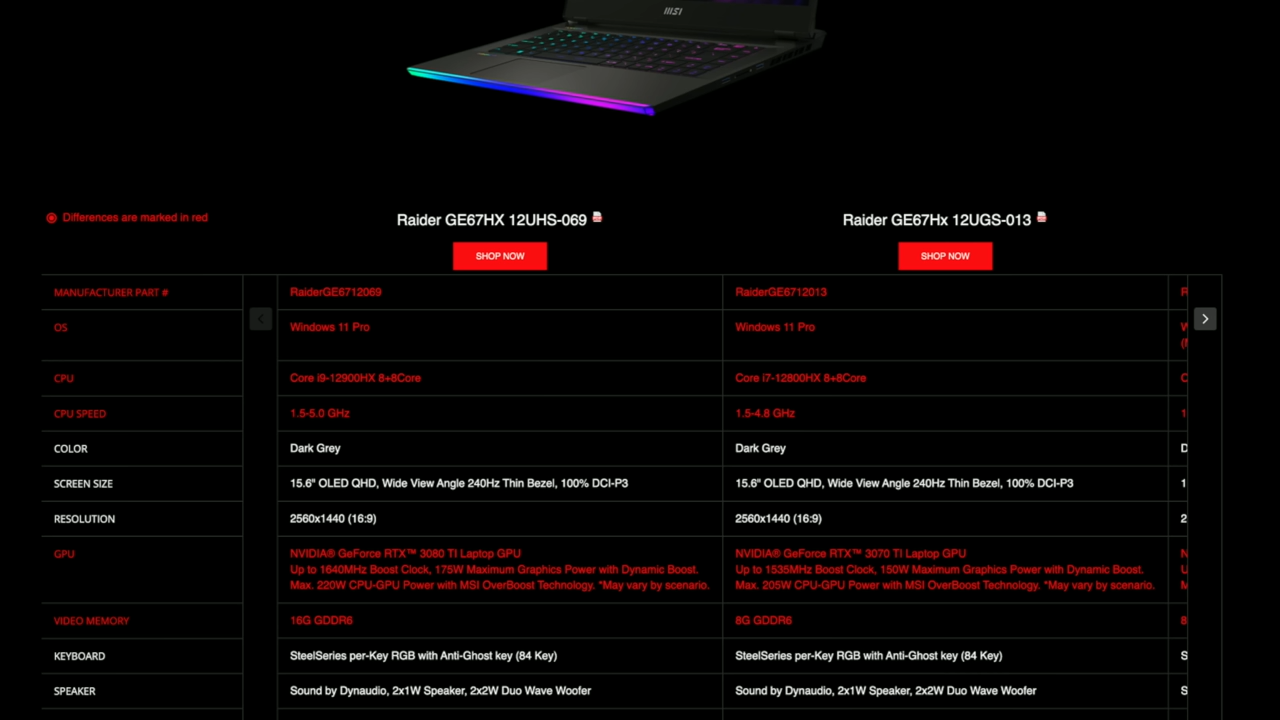 msi
Differences are marked in red
Raider GE67HX 12UHS-069
Raider GE67Hx 12UGS-013
SHOP NOW
SHOP NOW
MANUFACTURER PART #
RaiderGE6712069
RaiderGE6712013
R
OS
Windows 11 Pro
Windows 11 Pro
CPU
Core i9-12900HX 8+8Core
Core i7-12800HX 8+8Core
CPU SPEED
1.5-5.0 GHz
1.5-4.8 GHz
1
COLOR
Dark Grey
Dark Grey
SCREEN SIZE
15.6" OLED QHD, Wide View Angle 240Hz Thin Bezel, 100% DCI-P3
15.6" OLED QHD, Wide View Angle 240Hz Thin Bezel, 100% DCI-P3
1
RESOLUTION
2560x1440 (16:9)
2560x1440 (16:9)
2
GPU
NVIDIA® GeForce RTX™ 3080 TI Laptop GPU
Up to 1640MHz Boost Clock, 175W Maximum Graphics Power with Dynamic Boost.
Max. 220W CPU-GPU Power with MSI OverBoost Technology. *May vary by scenario.
NVIDIA® GeForce RTX™ 3070 TI Laptop GPU
Up to 1535MHz Boost Clock, 150W Maximum Graphics Power with Dynamic Boost.
Max. 205W CPU-GPU Power with MSI OverBoost Technology. *May vary by scenario.
VIDEO MEMORY
16G GDDR6
8G GDDR6
8
KEYBOARD
SteelSeries per-Key RGB with Anti-Ghost key (84 Key)
SteelSeries per-Key RGB with Anti-Ghost key (84 Key)
S
SPEAKER
Sound by Dynaudio, 2x1W Speaker, 2x2W Duo Wave Woofer
Sound by Dynaudio, 2x1W Speaker, 2x2W Duo Wave Woofer
S